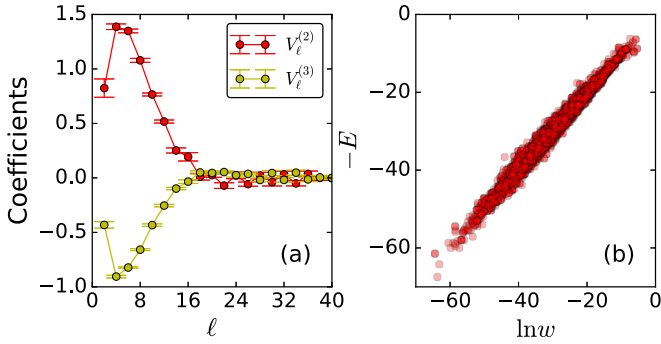 Coefficients
1.5
1.0
0.5
0.0
−0.5
−1.0
0 8 16 24 32 40
ℓ
V_ℓ^(2)
V_ℓ^(3)
(a)
−E
0
−20
−40
−60
−60 −40 −20 0
lnw
(b)